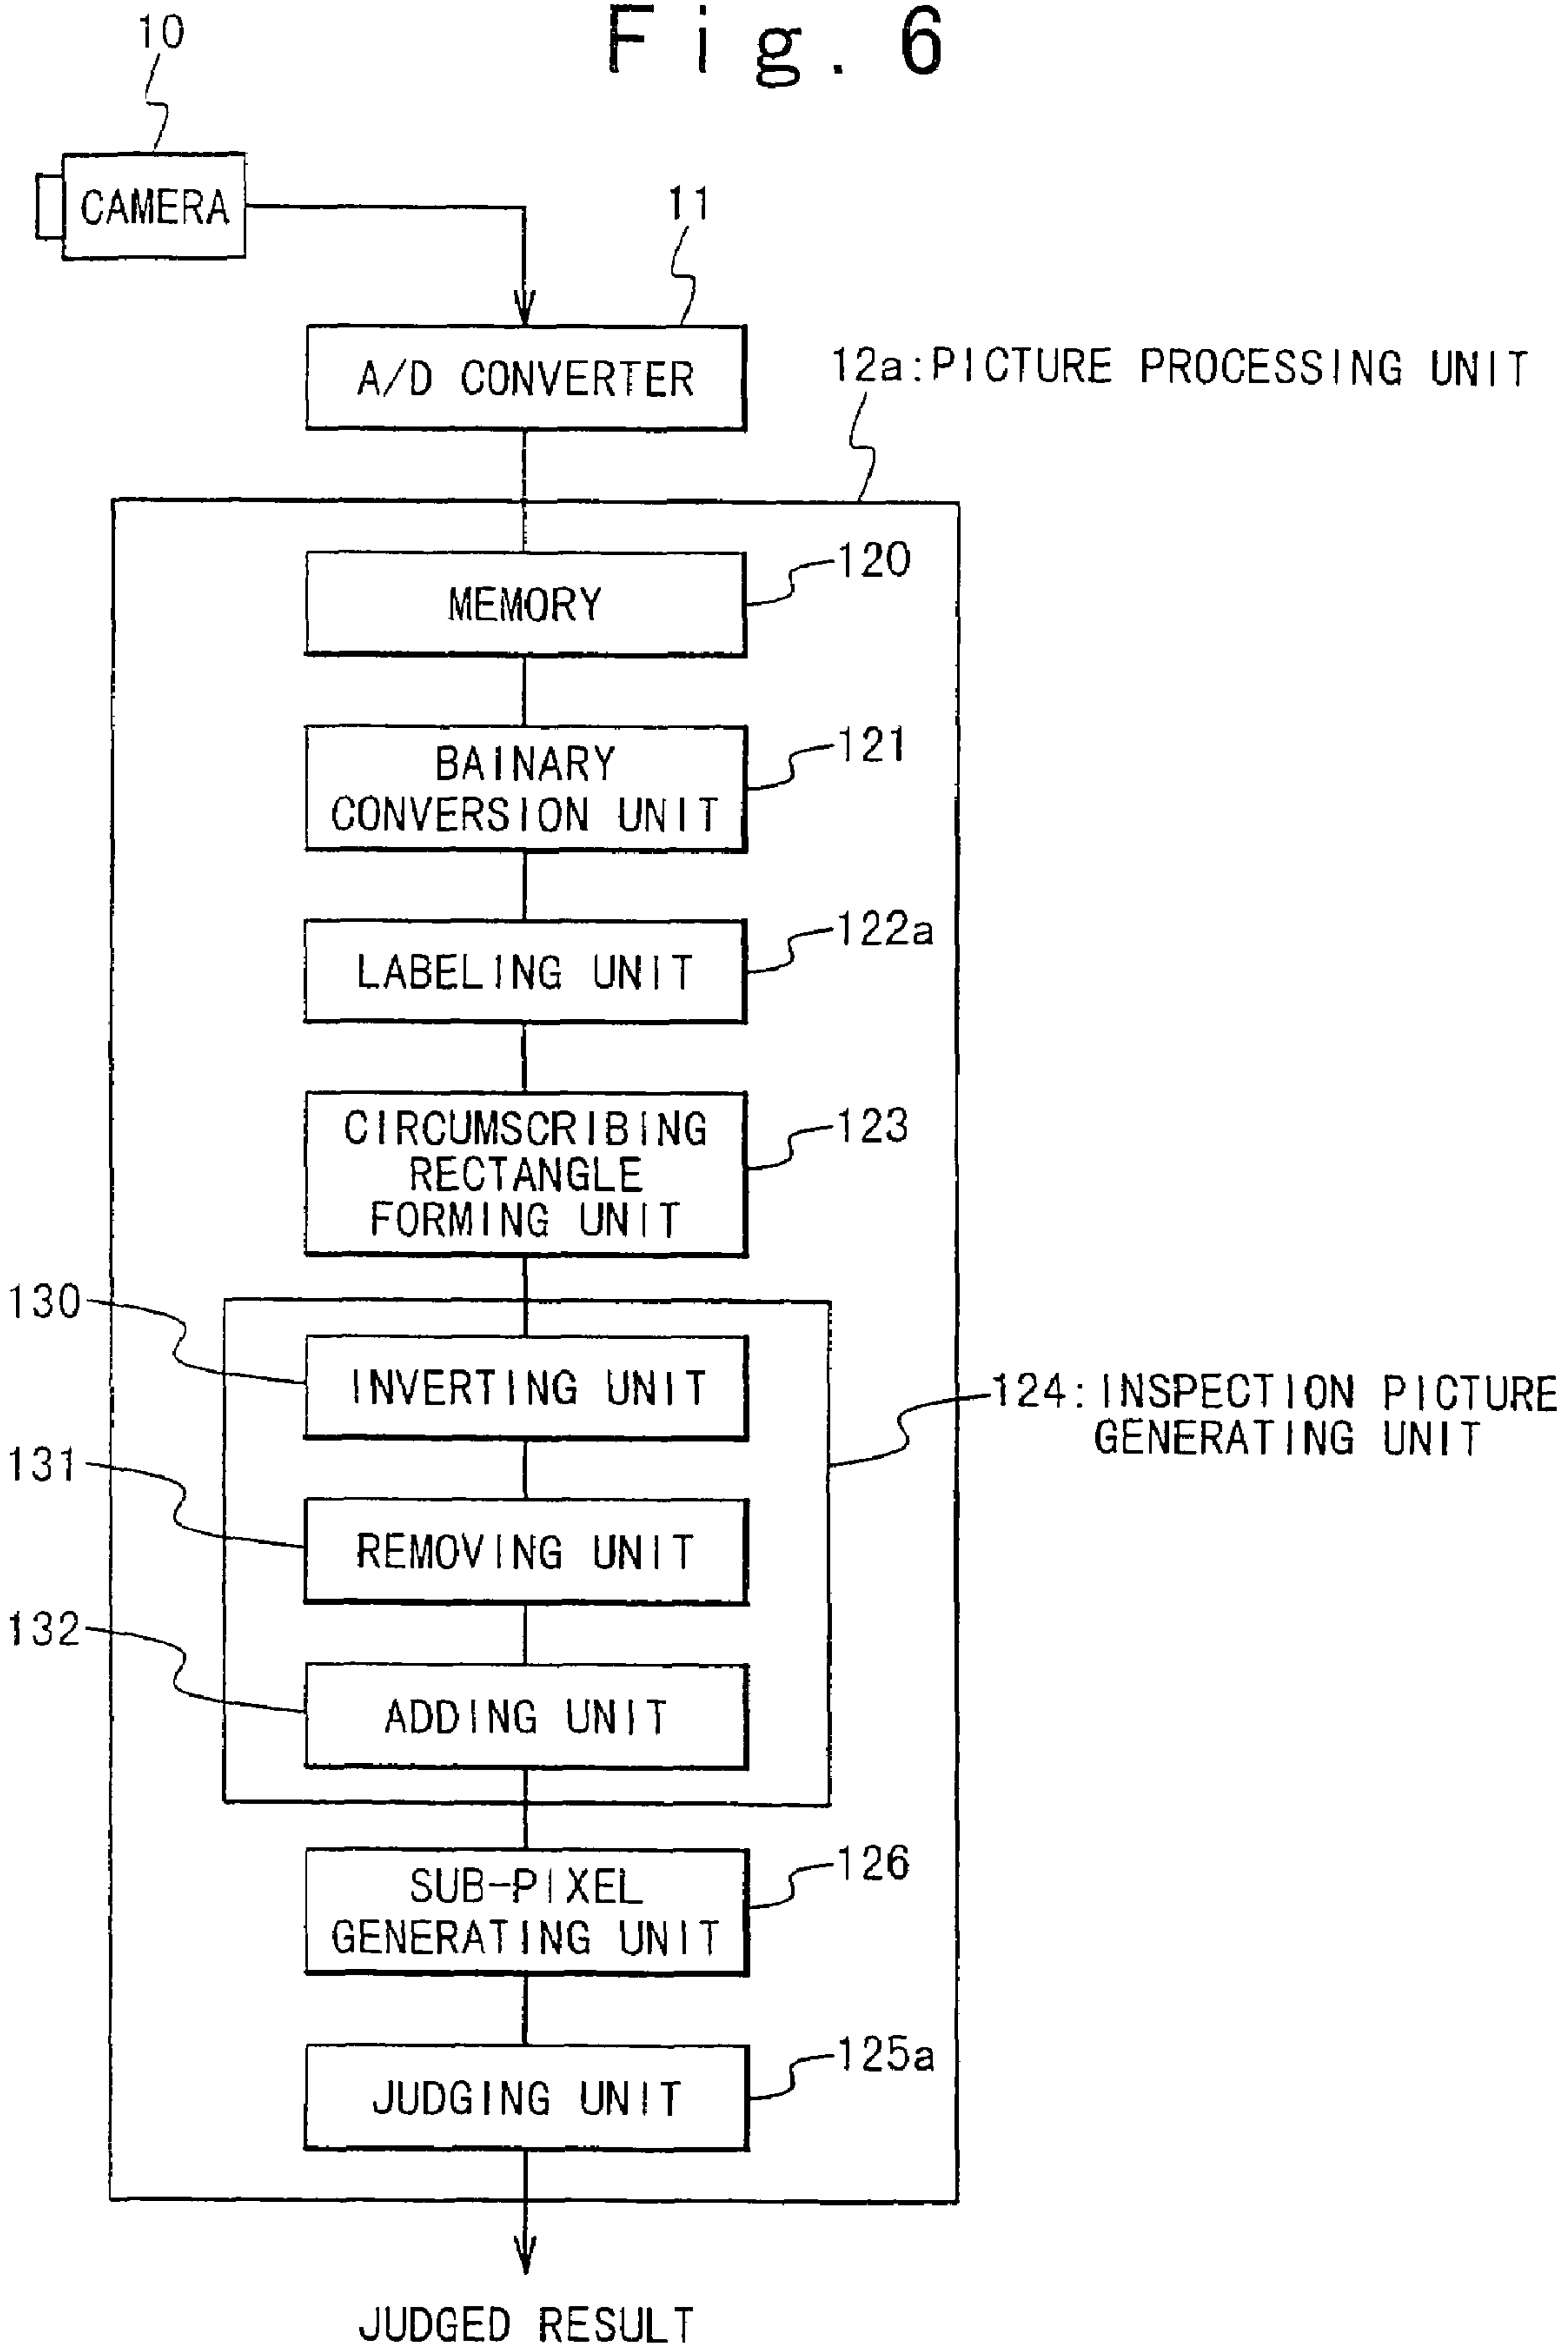 Fig. 6
10
CAMERA
11
A/D CONVERTER
12a:PICTURE PROCESSING UNIT
MEMORY
120
BAINARY
CONVERSION UNIT
121
LABELING UNIT
122a
CIRCUMSCRIBING
RECTANGLE
FORMING UNIT
123
130
INVERTING UNIT
124:INSPECTION PICTURE
GENERATING UNIT
131
REMOVING UNIT
132
ADDING UNIT
SUB-PIXEL
GENERATING UNIT
126
JUDGING UNIT
125a
JUDGED RESULT